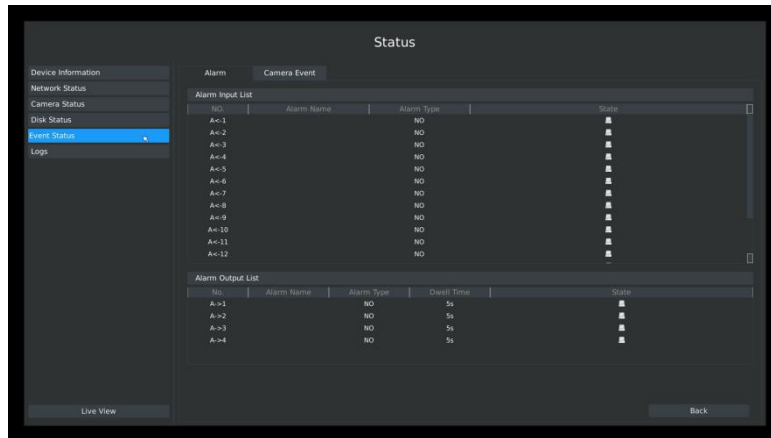 Status
Device Information
Network Status
Camera Status
Disk Status
Event Status
Logs
Alarm Camera Event
Alarm Input List
NO. Alarm Name Alarm Type State
A<-1 NO
A<-2 NO
A<-3 NO
A<-4 NO
A<-5 NO
A<-6 NO
A<-7 NO
A<-8 NO
A<-9 NO
A<-10 NO
A<-11 NO
A<-12 NO
Alarm Output List
No. Alarm Name Alarm Type Dwell Time State
A->1 NO 5s
A->2 NO 5s
A->3 NO 5s
A->4 NO 5s
Live View Back